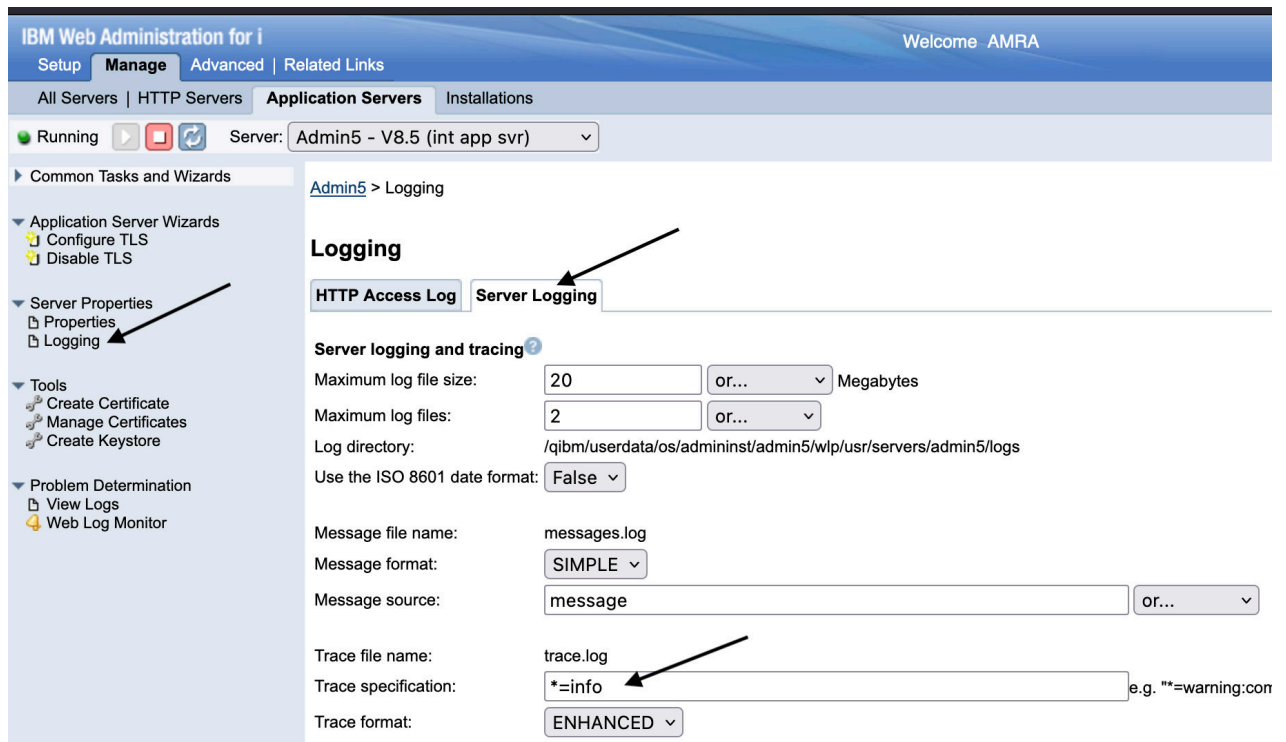 IBM Web Administration for i
Welcome AMRA
Setup Manage Advanced | Related Links
All Servers | HTTP Servers Application Servers Installations
Running Server: Admin5 - V8.5 (int app svr)
Common Tasks and Wizards
Application Server Wizards
Configure TLS
Disable TLS
Server Properties
Properties
Logging
Tools
Create Certificate
Manage Certificates
Create Keystore
Problem Determination
View Logs
Web Log Monitor
Admin5 > Logging
Logging
HTTP Access Log Server Logging
Server logging and tracing ?
Maximum log file size: 20 or... Megabytes
Maximum log files: 2 or...
Log directory: /qibm/userdata/os/admininst/admin5/wlp/usr/servers/admin5/logs
Use the ISO 8601 date format: False
Message file name: messages.log
Message format: SIMPLE
Message source: message or...
Trace file name: trace.log
Trace specification: *=info e.g. "*=warning:com
Trace format: ENHANCED